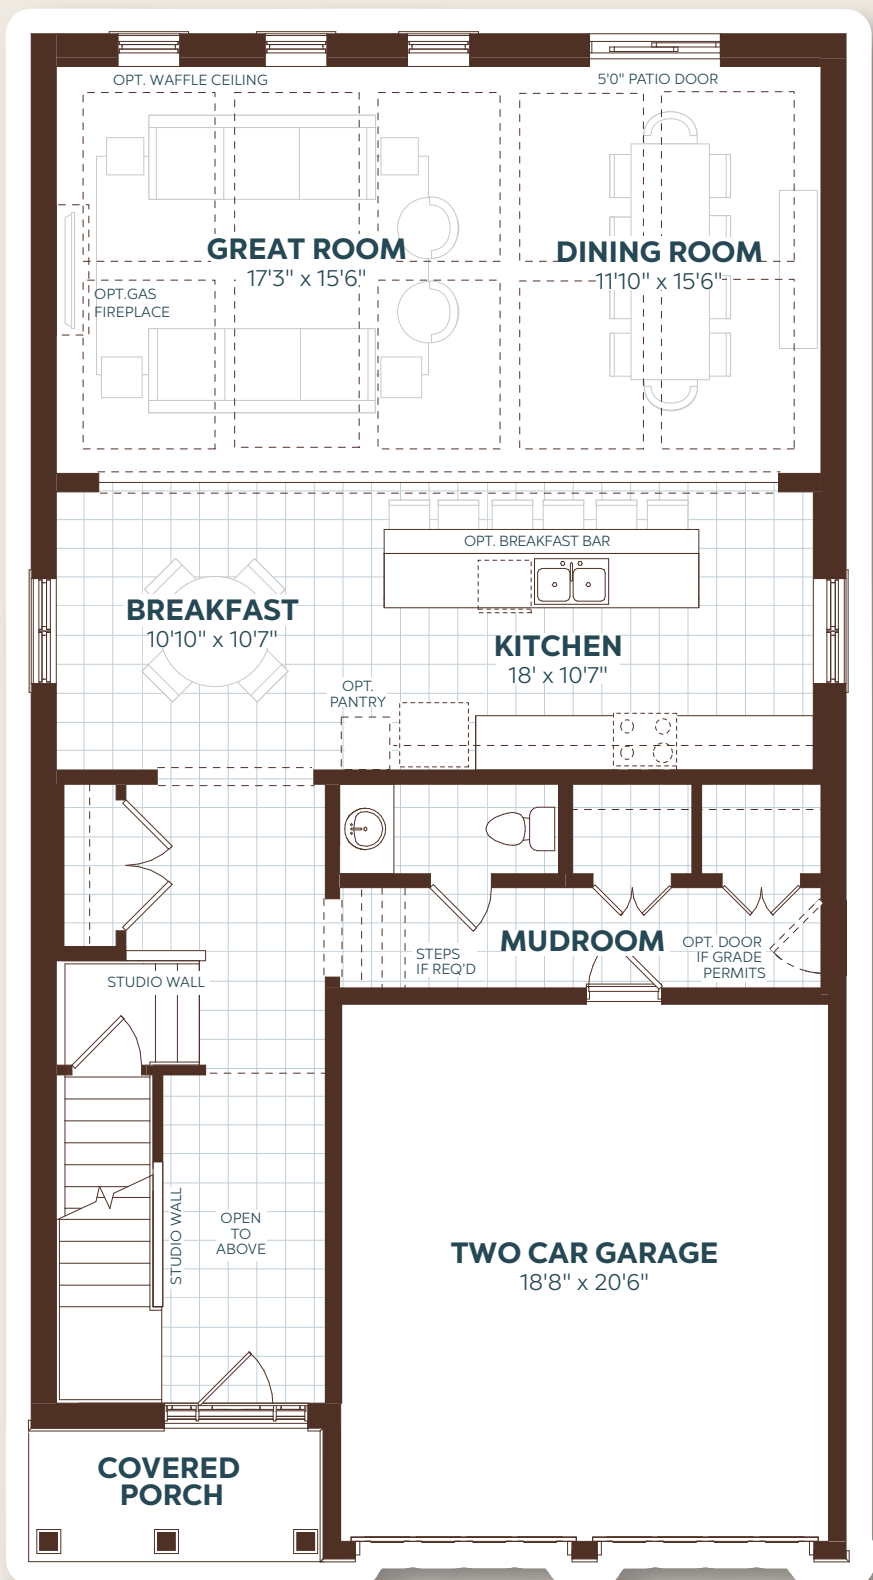 OPT. WAFFLE CEILING
5'0" PATIO DOOR
GREAT ROOM
17'3" x 15'6"
DINING ROOM
11'10" x 15'6"
OPT.GAS
FIREPLACE
OPT. BREAKFAST BAR
BREAKFAST
10'10" x 10'7"
KITCHEN
18' x 10'7"
OPT.
PANTRY
MUDROOM
STEPS
IF REQ'D
OPT. DOOR
IF GRADE
PERMITS
STUDIO WALL
STUDIO WALL
OPEN
TO
ABOVE
TWO CAR GARAGE
18'8" x 20'6"
COVERED
PORCH